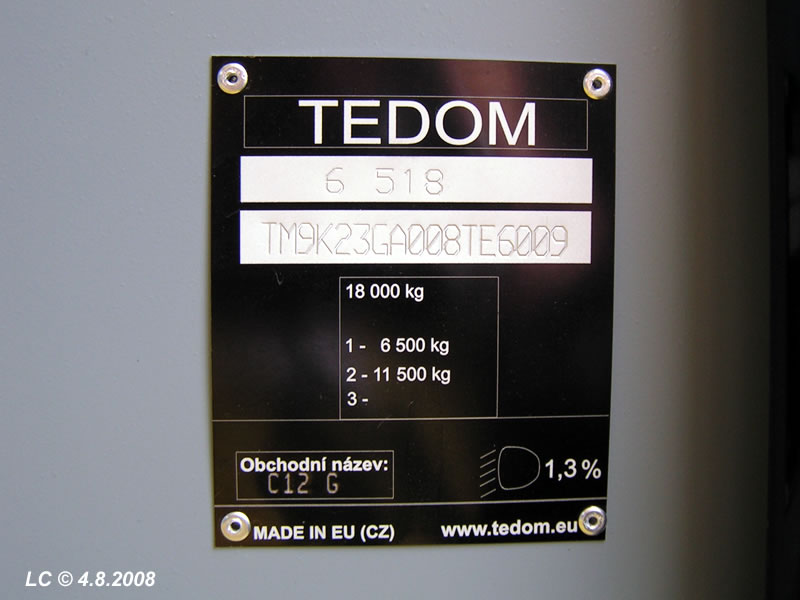 TEDOM
6 518
TM9K23GA008TE6009
18 000 kg
1 - 6 500 kg
2 - 11 500 kg
3 -
Obchodní název:
C12 G
1,3 %
MADE IN EU (CZ) www.tedom.eu
LC © 4.8.2008